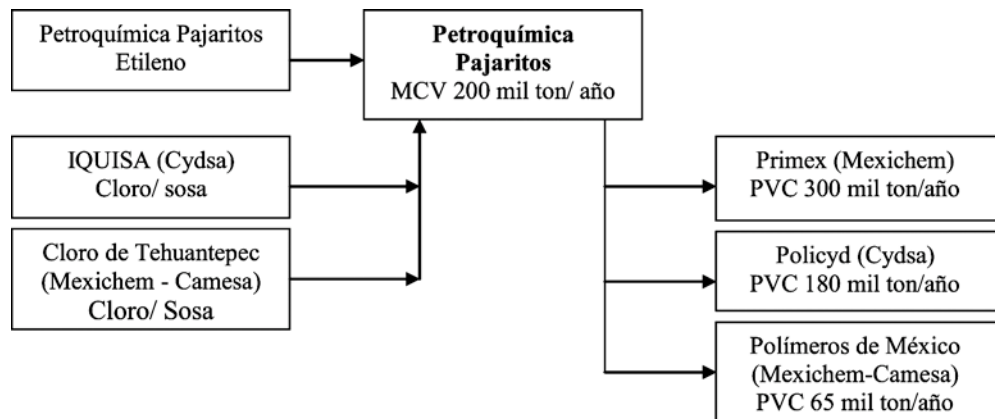 Petroquímica Pajaritos
Etileno
Petroquímica
Pajaritos
MCV 200 mil ton/ año
IQUISA (Cydsa)
Cloro/ sosa
Cloro de Tehuantepec
(Mexichem - Camesa)
Cloro/ Sosa
Primex (Mexichem)
PVC 300 mil ton/año
Policyd (Cydsa)
PVC 180 mil ton/año
Polímeros de México
(Mexichem-Camesa)
PVC 65 mil ton/año